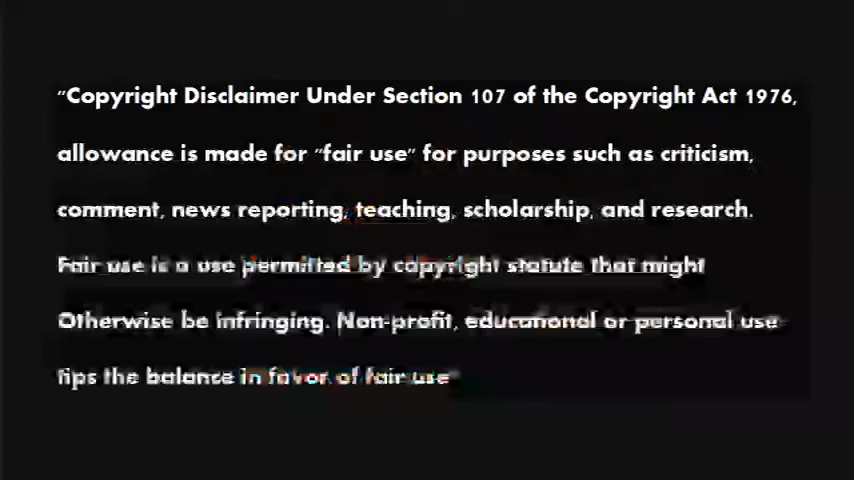 "Copyright Disclaimer Under Section 107 of the Copyright Act 1976,
allowance is made for "fair use" for purposes such as criticism,
comment, news reporting, teaching, scholarship, and research.
Fair use is a use permitted by copyright statute that might
Otherwise be infringing. Non-profit, educational or personal use
tips the balance in favor of fair use"